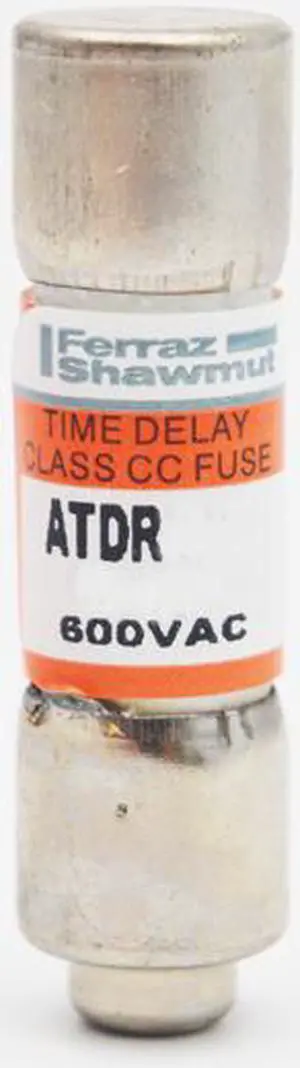 Ferraz
Shawmut
TIME DELAY
CLASS CC FUSE
ATDR
600VAC